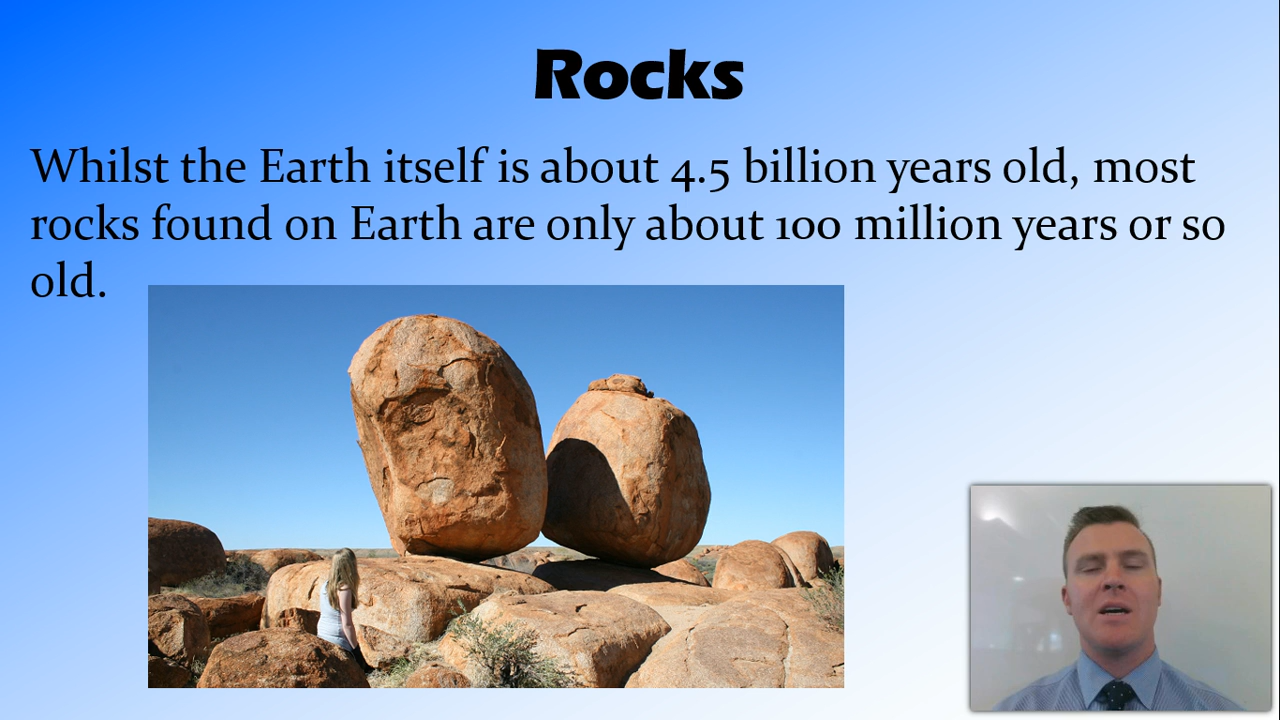 Rocks
Whilst the Earth itself is about 4.5 billion years old, most
rocks found on Earth are only about 100 million years or so
old.